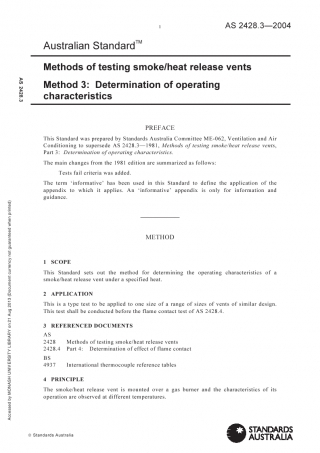 1
AS 2428.3—2004
Australian Standard™
Methods of testing smoke/heat release vents
Method 3: Determination of operating
characteristics
PREFACE
This Standard was prepared by Standards Australia Committee ME-062, Ventilation and Air
Conditioning to supersede AS 2428.3—1981, Methods of testing smoke/heat release vents,
Part 3: Determination of operating characteristics.
The main changes from the 1981 edition are summarized as follows:
Tests fail criteria was added.
The term ‘informative’ has been used in this Standard to define the application of the
appendix to which it applies. An ‘informative’ appendix is only for information and
guidance.
METHOD
1 SCOPE
This Standard sets out the method for determining the operating characteristics of a
smoke/heat release vent under a specified heat.
2 APPLICATION
This is a type test to be applied to one size of a range of sizes of vents of similar design.
This test shall be conducted before the flame contact test of AS 2428.4.
3 REFERENCED DOCUMENTS
AS
2428 Methods of testing smoke/heat release vents
2428.4 Part 4: Determination of effect of flame contact
BS
4937 International thermocouple reference tables
4 PRINCIPLE
The smoke/heat release vent is mounted over a gas burner and the characteristics of its
operation are observed at different temperatures.
© Standards Australia
STANDARDS
AUSTRALIA
AS 2428.3
Accessed by MONASH UNIVERSITY LIBRARY on 21 Aug 2012 (Document currency not guaranteed when printed)